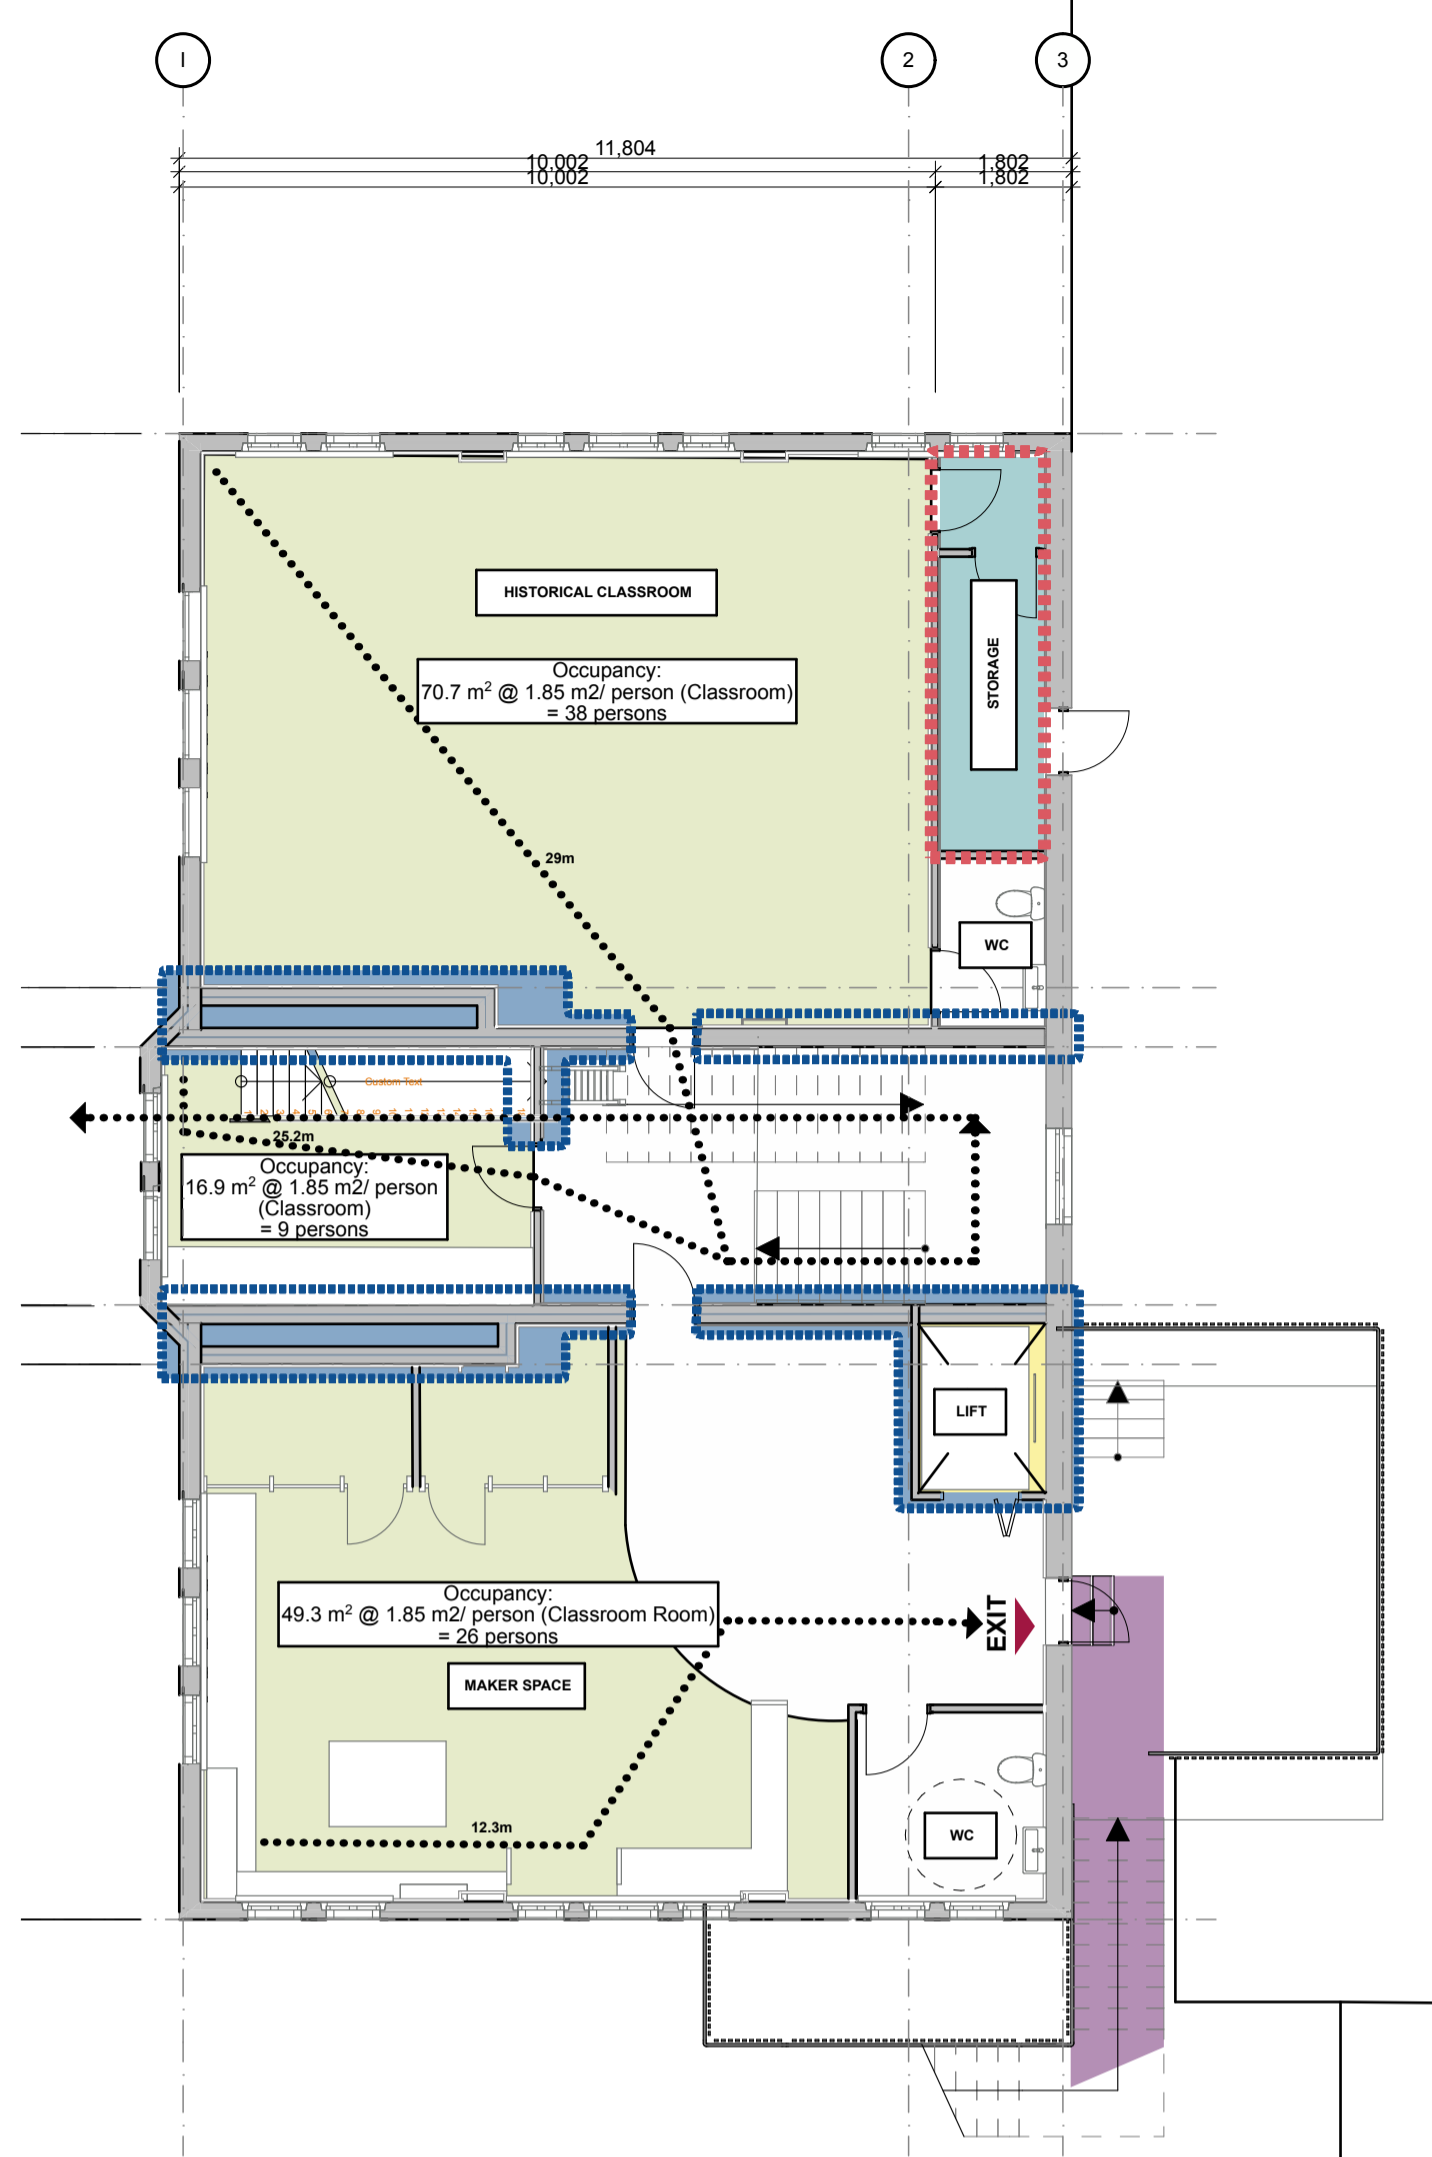 I
2
3
11,804
10,002
1,802
10,002
1,802
HISTORICAL CLASSROOM
Occupancy:
70.7 m² @ 1.85 m2/ person (Classroom)
= 38 persons
STORAGE
29m
WC
Custom Text
25.2m
Occupancy:
16.9 m² @ 1.85 m2/ person
(Classroom)
= 9 persons
LIFT
Occupancy:
49.3 m² @ 1.85 m2/ person (Classroom Room)
= 26 persons
EXIT
MAKER SPACE
12.3m
WC